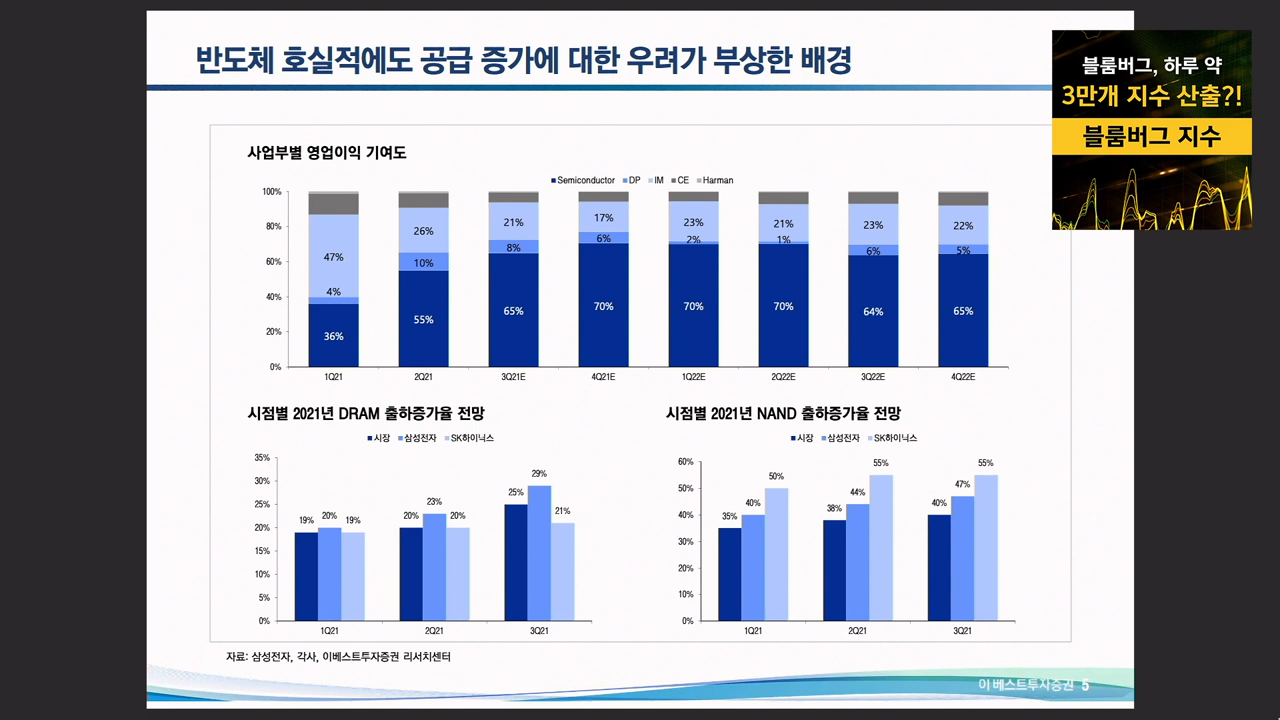 반도체 호실적에도 공급 증가에 대한 우려가 부상한 배경
블룸버그, 하루 약
3만개 지수 산출?!
블룸버그 지수
사업부별 영업이익 기여도
Semiconductor DP IM CE Harman
100%
80%
60%
40%
20%
0%
47% 26% 21% 17% 23% 21% 23% 22%
4% 10% 8% 6% 2% 1% 6% 5%
36% 55% 65% 70% 70% 70% 64% 65%
1Q21 2Q21 3Q21E 4Q21E 1Q22E 2Q22E 3Q22E 4Q22E
시점별 2021년 DRAM 출하증가율 전망
시장 삼성전자 SK하이닉스
35%
30%
25%
20%
15%
10%
5%
0%
19% 20% 19% 20% 23% 20% 25% 29% 21%
1Q21 2Q21 3Q21
시점별 2021년 NAND 출하증가율 전망
시장 삼성전자 SK하이닉스
60%
50%
40%
30%
20%
10%
0%
35% 40% 50% 38% 44% 55% 40% 47% 55%
1Q21 2Q21 3Q21
자료: 삼성전자, 각사, 이베스트투자증권 리서치센터
이베스트투자증권 5